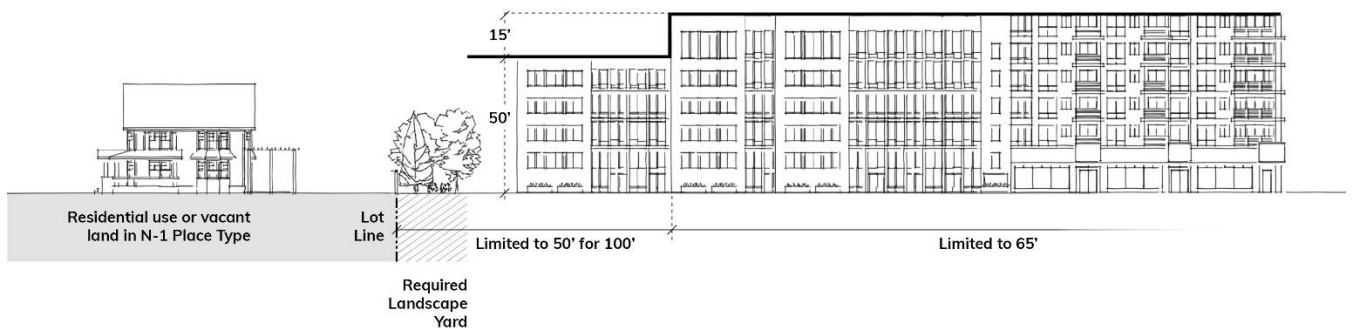 15’
50’
Residential use or vacant
land in N-1 Place Type
Lot
Line
Limited to 50’ for 100’
Limited to 65’
Required
Landscape
Yard